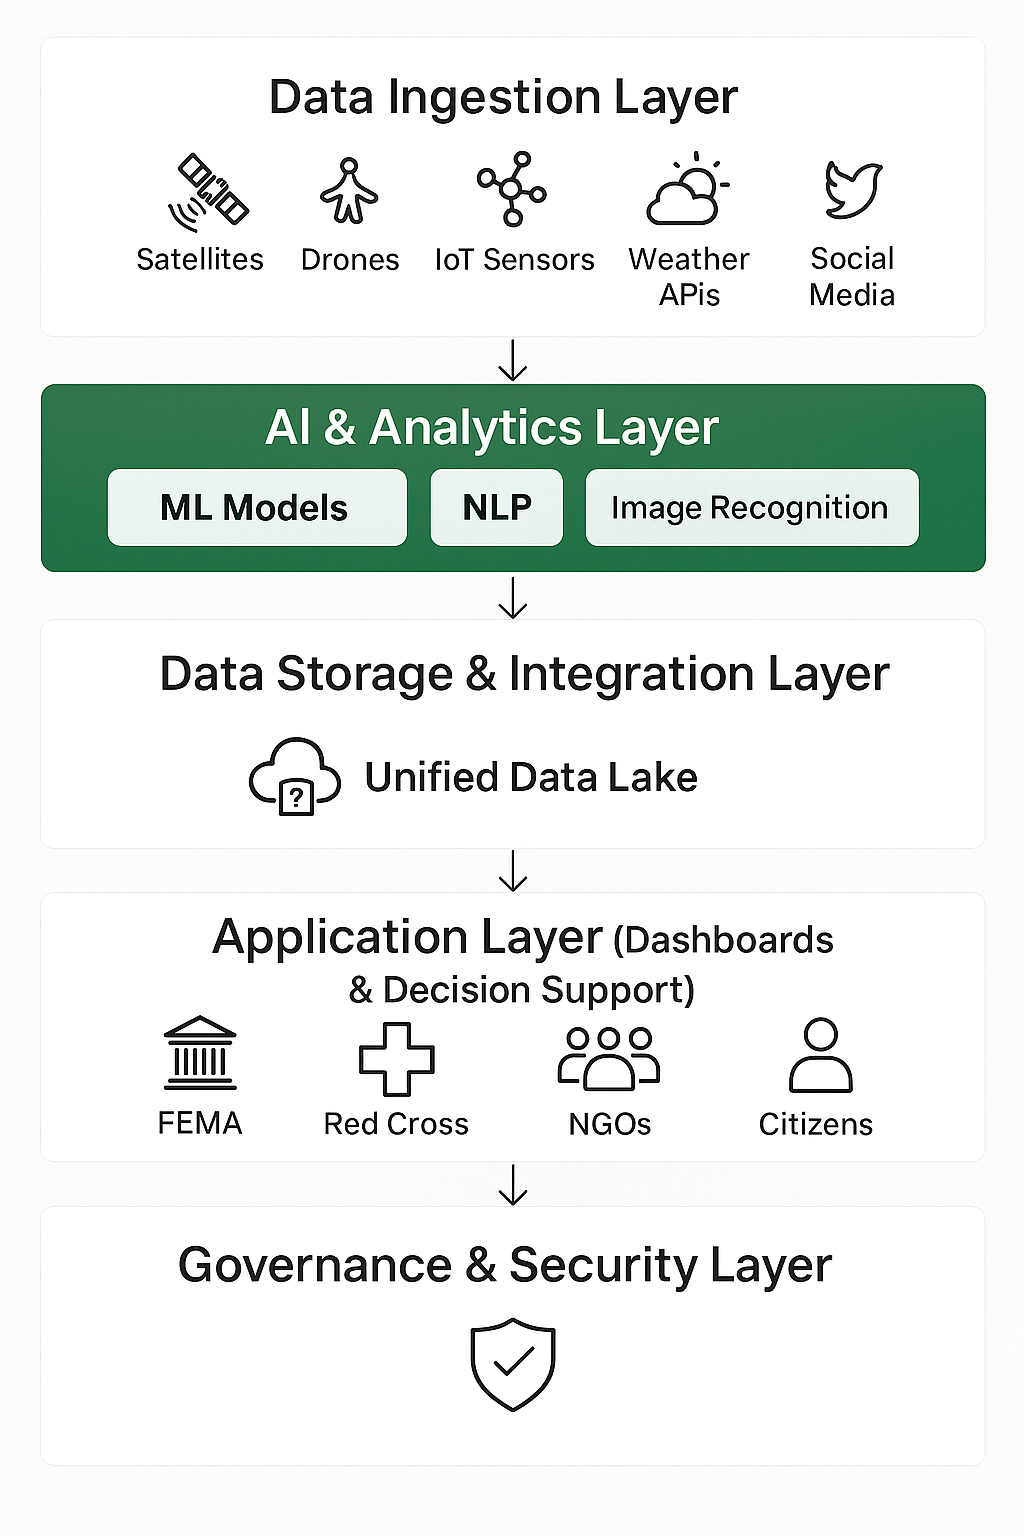 Data Ingestion Layer
Satellites
Drones
IoT Sensors
Weather
APis
Social
Media
AI & Analytics Layer
ML Models
NLP
Image Recognition
Data Storage & Integration Layer
?
Unified Data Lake
Application Layer (Dashboards
& Decision Support)
FEMA
Red Cross
NGOs
Citizens
Governance & Security Layer